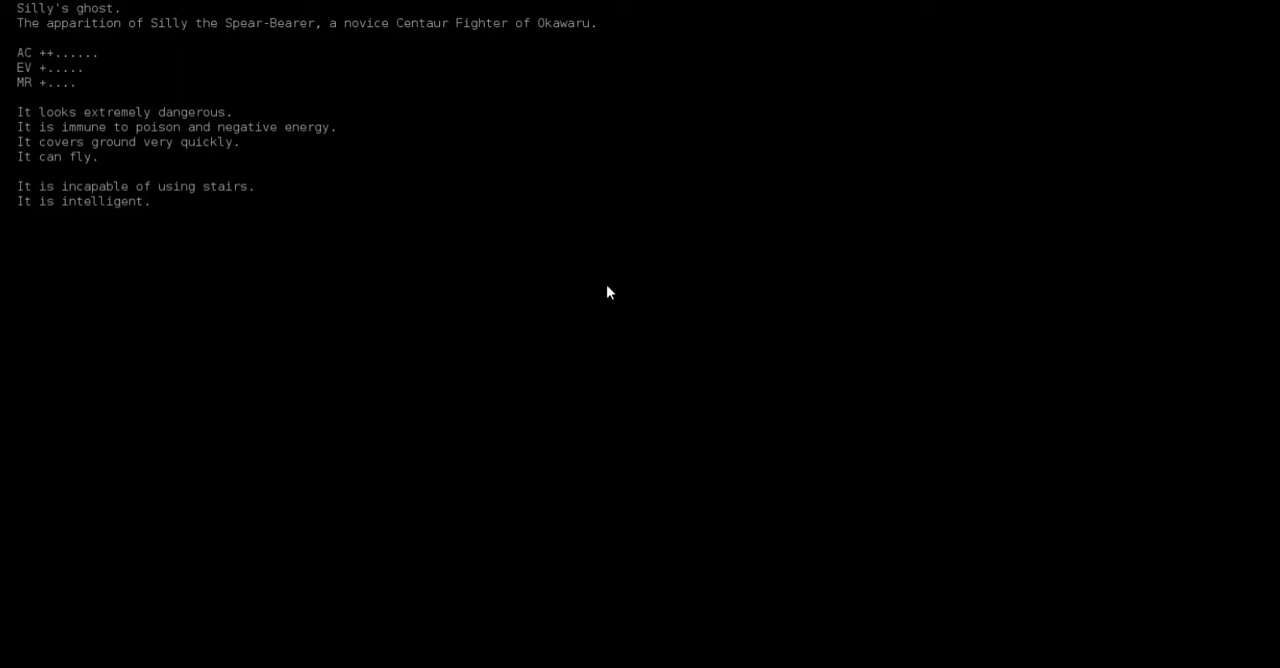 Silly's ghost.
The apparition of Silly the Spear-Bearer, a novice Centaur Fighter of Okawaru.
AC ++......
EV +.....
MR +....
It looks extremely dangerous.
It is immune to poison and negative energy.
It covers ground very quickly.
It can fly.
It is incapable of using stairs.
It is intelligent.